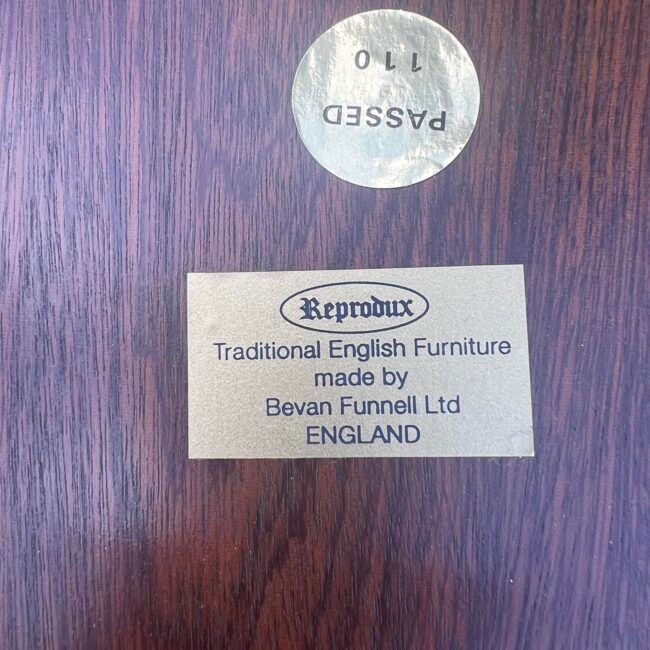 PASSED
110
Reprodux
Traditional English Furniture
made by
Bevan Funnell Ltd
ENGLAND